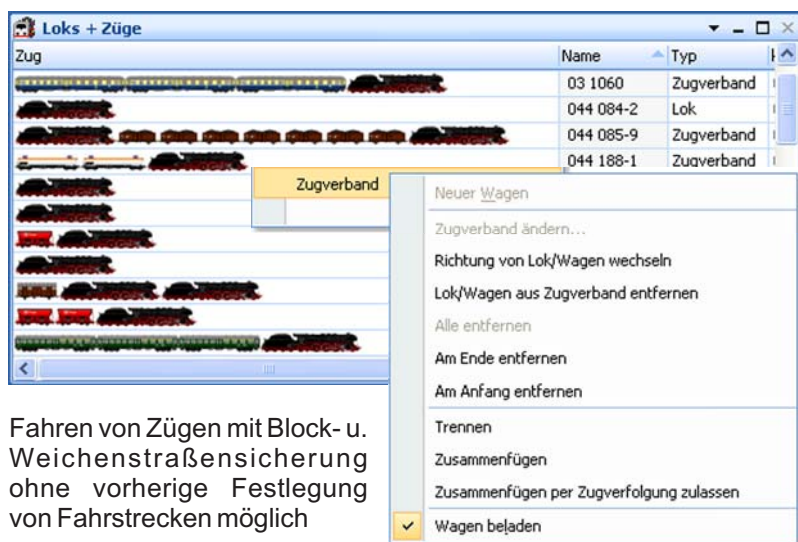 Loks + Züge
Zug Name Typ
03 1060 Zugverband
044 084-2 Lok
044 085-9 Zugverband
044 188-1 Zugverband
Zugverband
Neuer Wagen
Zugverband ändern...
Richtung von Lok/Wagen wechseln
Lok/Wagen aus Zugverband entfernen
Alle entfernen
Am Ende entfernen
Am Anfang entfernen
Trennen
Zusammenfügen
Zusammenfügen per Zugverfolgung zulassen
Wagen beladen
Fahren von Zügen mit Block- u.
Weichenstraßensicherung
ohne vorherige Festlegung
von Fahrstrecken möglich